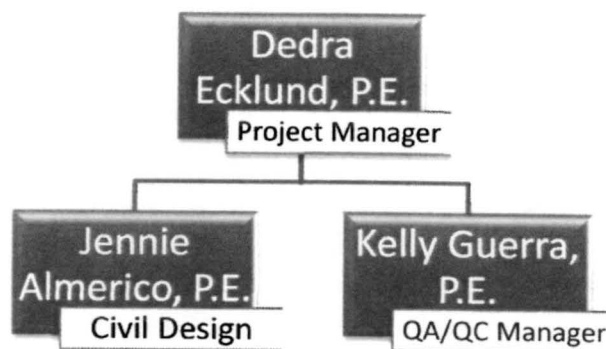 Dedra
Ecklund, P.E.
Project Manager
Jennie
Almerico, P.E.
Civil Design
Kelly Guerra,
P.E.
QA/QC Manager